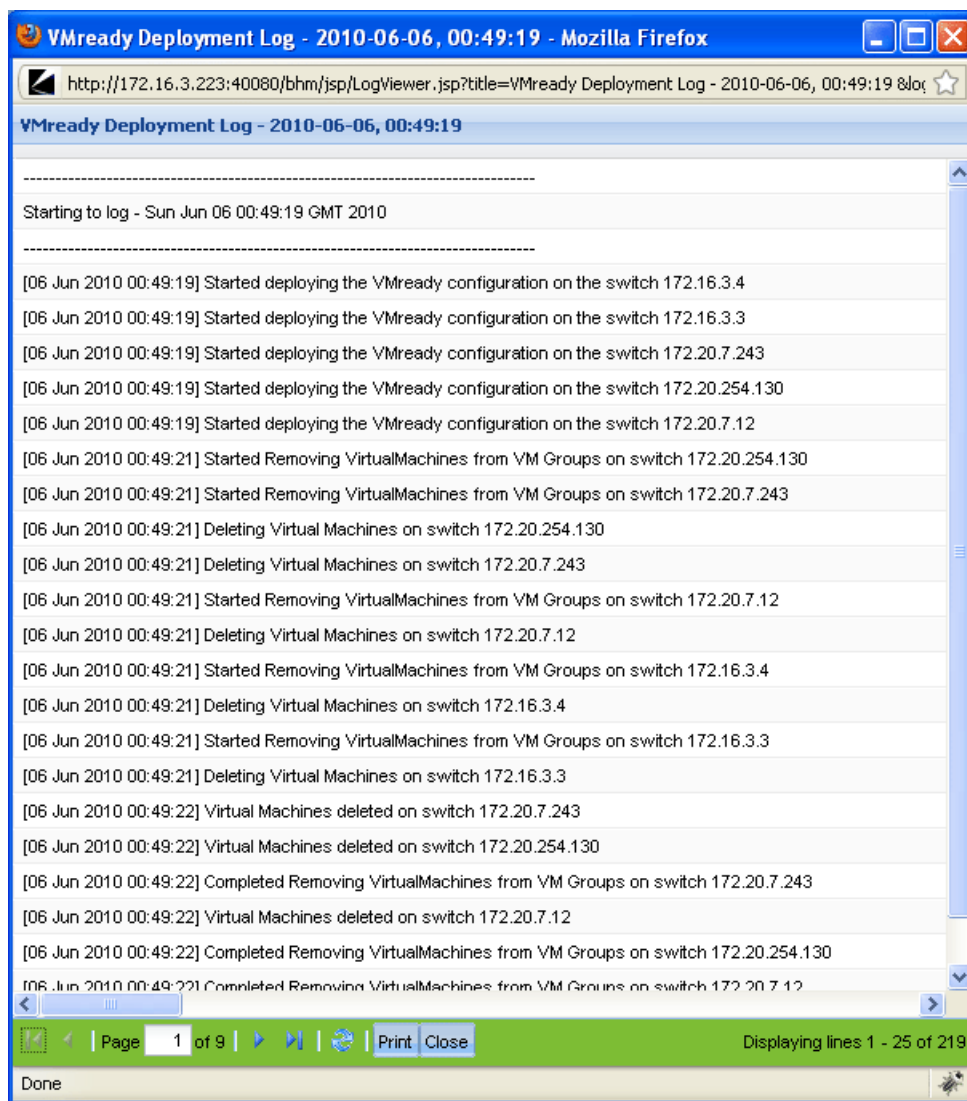 VMready Deployment Log - 2010-06-06, 00:49:19 - Mozilla Firefox
http://172.16.3.223:40080/bhm/jsp/LogViewer.jsp?title=VMready Deployment Log - 2010-06-06, 00:49:19 &log
VMready Deployment Log - 2010-06-06, 00:49:19
--------------------------------------------------------------------------------
Starting to log - Sun Jun 06 00:49:19 GMT 2010
--------------------------------------------------------------------------------
[06 Jun 2010 00:49:19] Started deploying the VMready configuration on the switch 172.16.3.4
[06 Jun 2010 00:49:19] Started deploying the VMready configuration on the switch 172.16.3.3
[06 Jun 2010 00:49:19] Started deploying the VMready configuration on the switch 172.20.7.243
[06 Jun 2010 00:49:19] Started deploying the VMready configuration on the switch 172.20.254.130
[06 Jun 2010 00:49:19] Started deploying the VMready configuration on the switch 172.20.7.12
[06 Jun 2010 00:49:21] Started Removing VirtualMachines from VM Groups on switch 172.20.254.130
[06 Jun 2010 00:49:21] Started Removing VirtualMachines from VM Groups on switch 172.20.7.243
[06 Jun 2010 00:49:21] Deleting Virtual Machines on switch 172.20.254.130
[06 Jun 2010 00:49:21] Deleting Virtual Machines on switch 172.20.7.243
[06 Jun 2010 00:49:21] Started Removing VirtualMachines from VM Groups on switch 172.20.7.12
[06 Jun 2010 00:49:21] Deleting Virtual Machines on switch 172.20.7.12
[06 Jun 2010 00:49:21] Started Removing VirtualMachines from VM Groups on switch 172.16.3.4
[06 Jun 2010 00:49:21] Deleting Virtual Machines on switch 172.16.3.4
[06 Jun 2010 00:49:21] Started Removing VirtualMachines from VM Groups on switch 172.16.3.3
[06 Jun 2010 00:49:21] Deleting Virtual Machines on switch 172.16.3.3
[06 Jun 2010 00:49:22] Virtual Machines deleted on switch 172.20.7.243
[06 Jun 2010 00:49:22] Virtual Machines deleted on switch 172.20.254.130
[06 Jun 2010 00:49:22] Completed Removing VirtualMachines from VM Groups on switch 172.20.7.243
[06 Jun 2010 00:49:22] Virtual Machines deleted on switch 172.20.7.12
[06 Jun 2010 00:49:22] Completed Removing VirtualMachines from VM Groups on switch 172.20.254.130
[06 Jun 2010 00:49:22] Completed Removing VirtualMachines from VM Groups on switch 172.20.7.12
Page 1 of 9 Print Close Displaying lines 1 - 25 of 219
Done